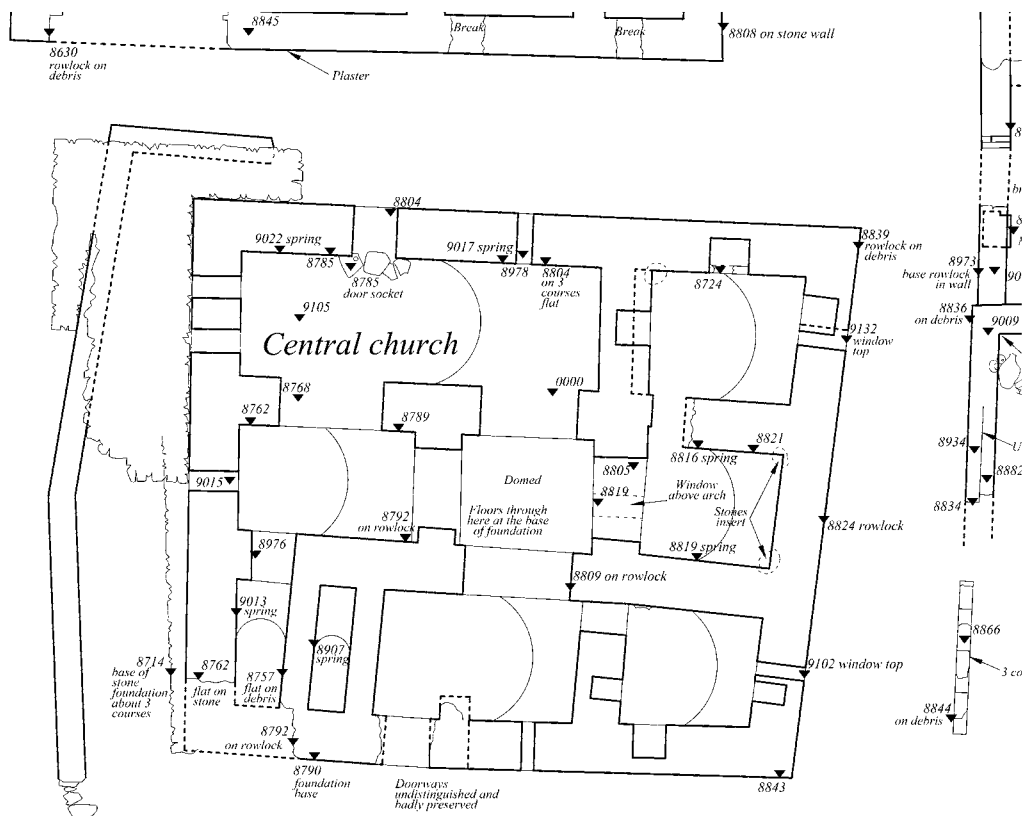 8845
Break
Break
8808 on stone wall
8630
rowlock on
debris
Plaster
8804
8839
rowlock on
debris
9022 spring
8785
9017 spring
8978
8804
on 3
courses
flat
8785
door socket
8724
8973
base rowlock
in wall
9105
8836
on debris
9009
9132
window
top
Central church
8768
0000
8762
8789
8821
8816 spring
8934
8882
9015
Domed
8805
Window
above arch
8819
8834
8792
on rowlock
Floors through
here at the base
of foundation
Stones
insert
8824 rowlock
8976
8819 spring
8809 on rowlock
9013
spring
8866
8907
spring
8714
base of
stone
foundation
about 3
courses
8762
flat on
stone
8757
flat on
debris
9102 window top
3 co
8844
on debris
8792
on rowlock
8790
foundation
base
Doorways
undistinguished and
badly preserved
8843